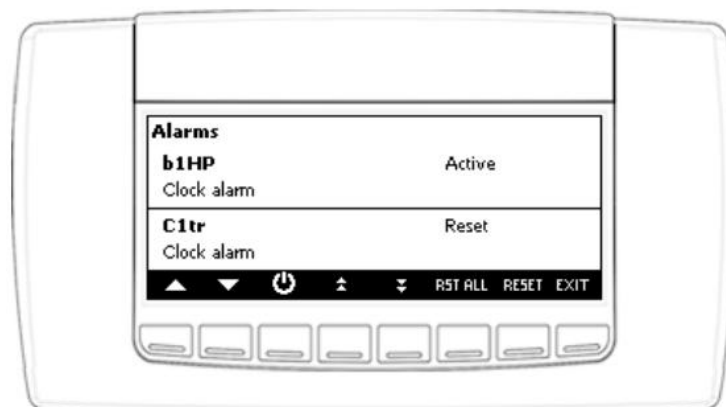 Alarms
b1HP Active
Clock alarm
C1tr Reset
Clock alarm
RST ALL RESET EXIT